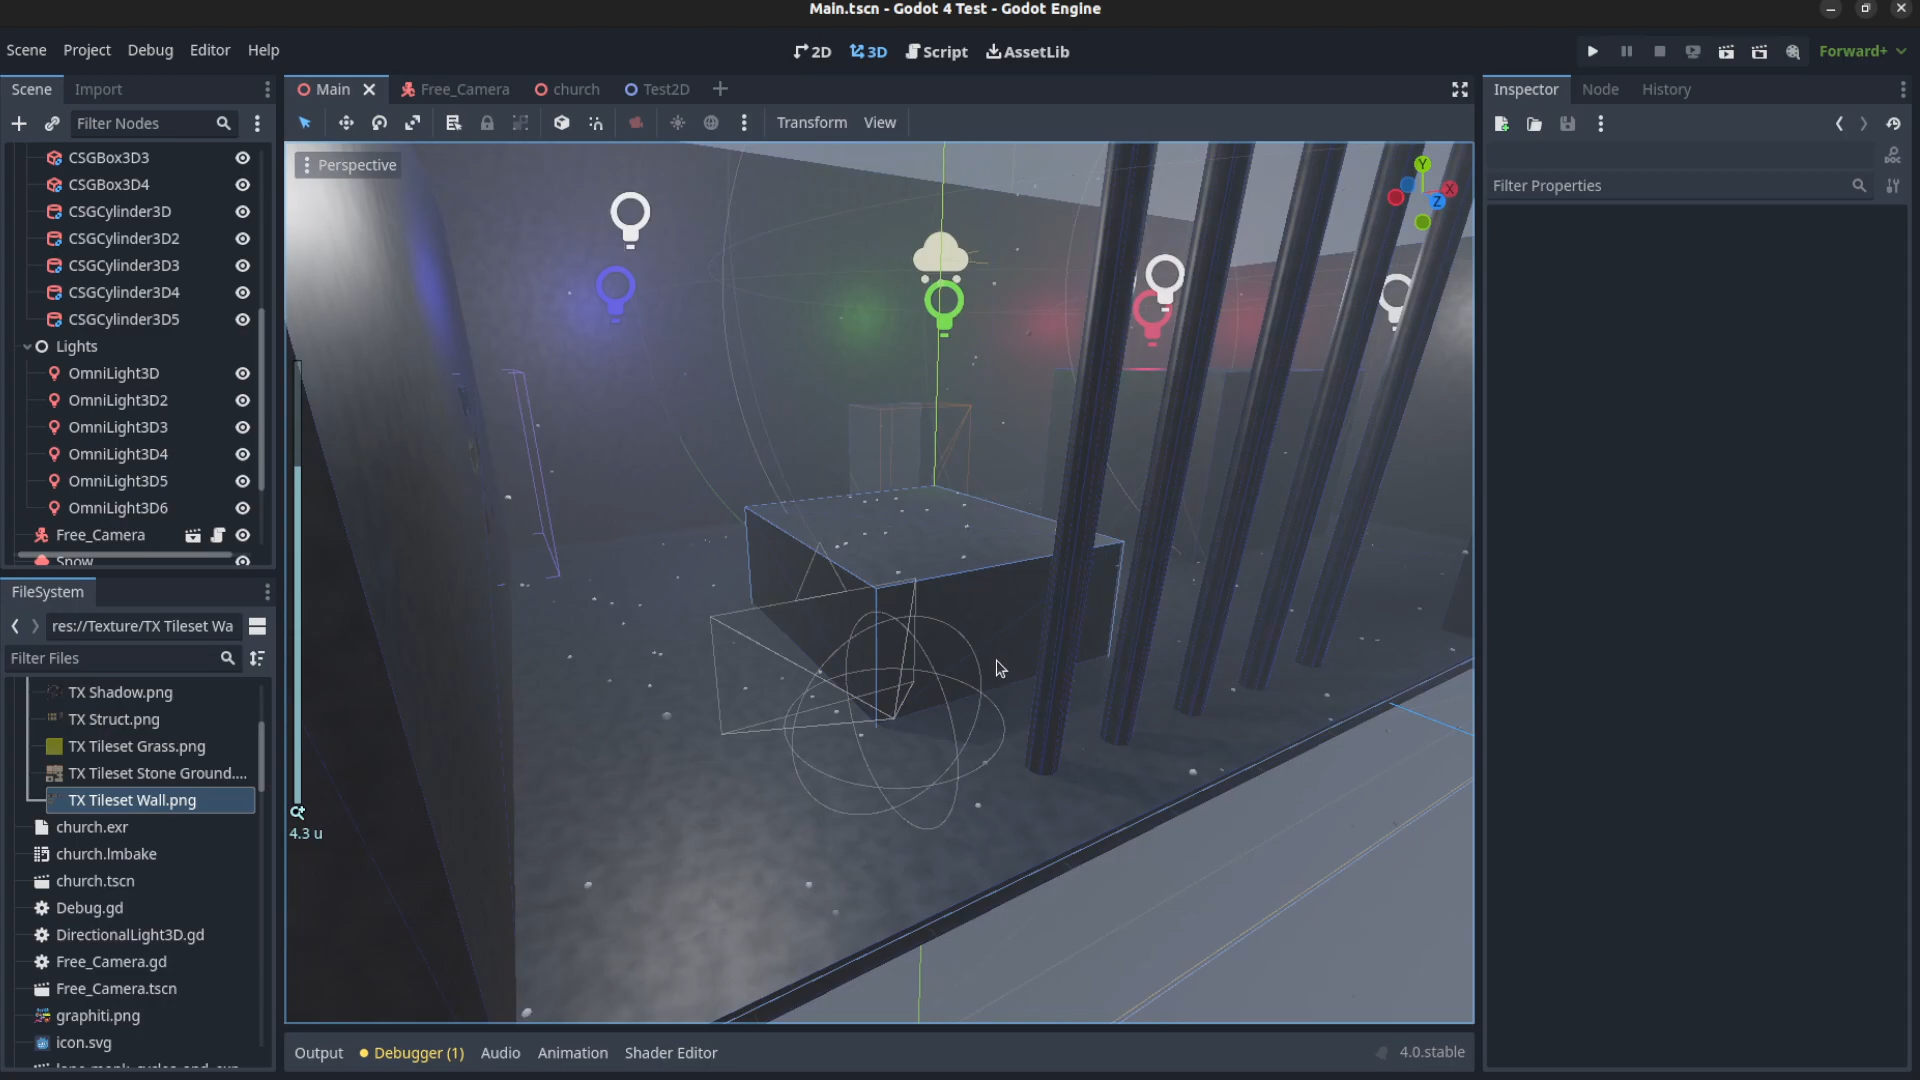 Main.tscn - Godot 4 Test - Godot Engine
Scene Project Debug Editor Help
2D 3D Script AssetLib
Forward+
Scene Import
Filter Nodes
CSGBox3D3
CSGBox3D4
CSGCylinder3D
CSGCylinder3D2
CSGCylinder3D3
CSGCylinder3D4
CSGCylinder3D5
Lights
OmniLight3D
OmniLight3D2
OmniLight3D3
OmniLight3D4
OmniLight3D5
OmniLight3D6
Free_Camera
Snow
FileSystem
res://Texture/TX Tileset Wa
Filter Files
TX Shadow.png
TX Struct.png
TX Tileset Grass.png
TX Tileset Stone Ground....
TX Tileset Wall.png
church.exr
church.lmbake
church.tscn
Debug.gd
DirectionalLight3D.gd
Free_Camera.gd
Free_Camera.tscn
graphiti.png
icon.svg
Main Free_Camera church Test2D
Transform View
Perspective
Y
X
Z
4.3 u
Output Debugger (1) Audio Animation Shader Editor
4.0.stable
Inspector Node History
DOC
Filter Properties